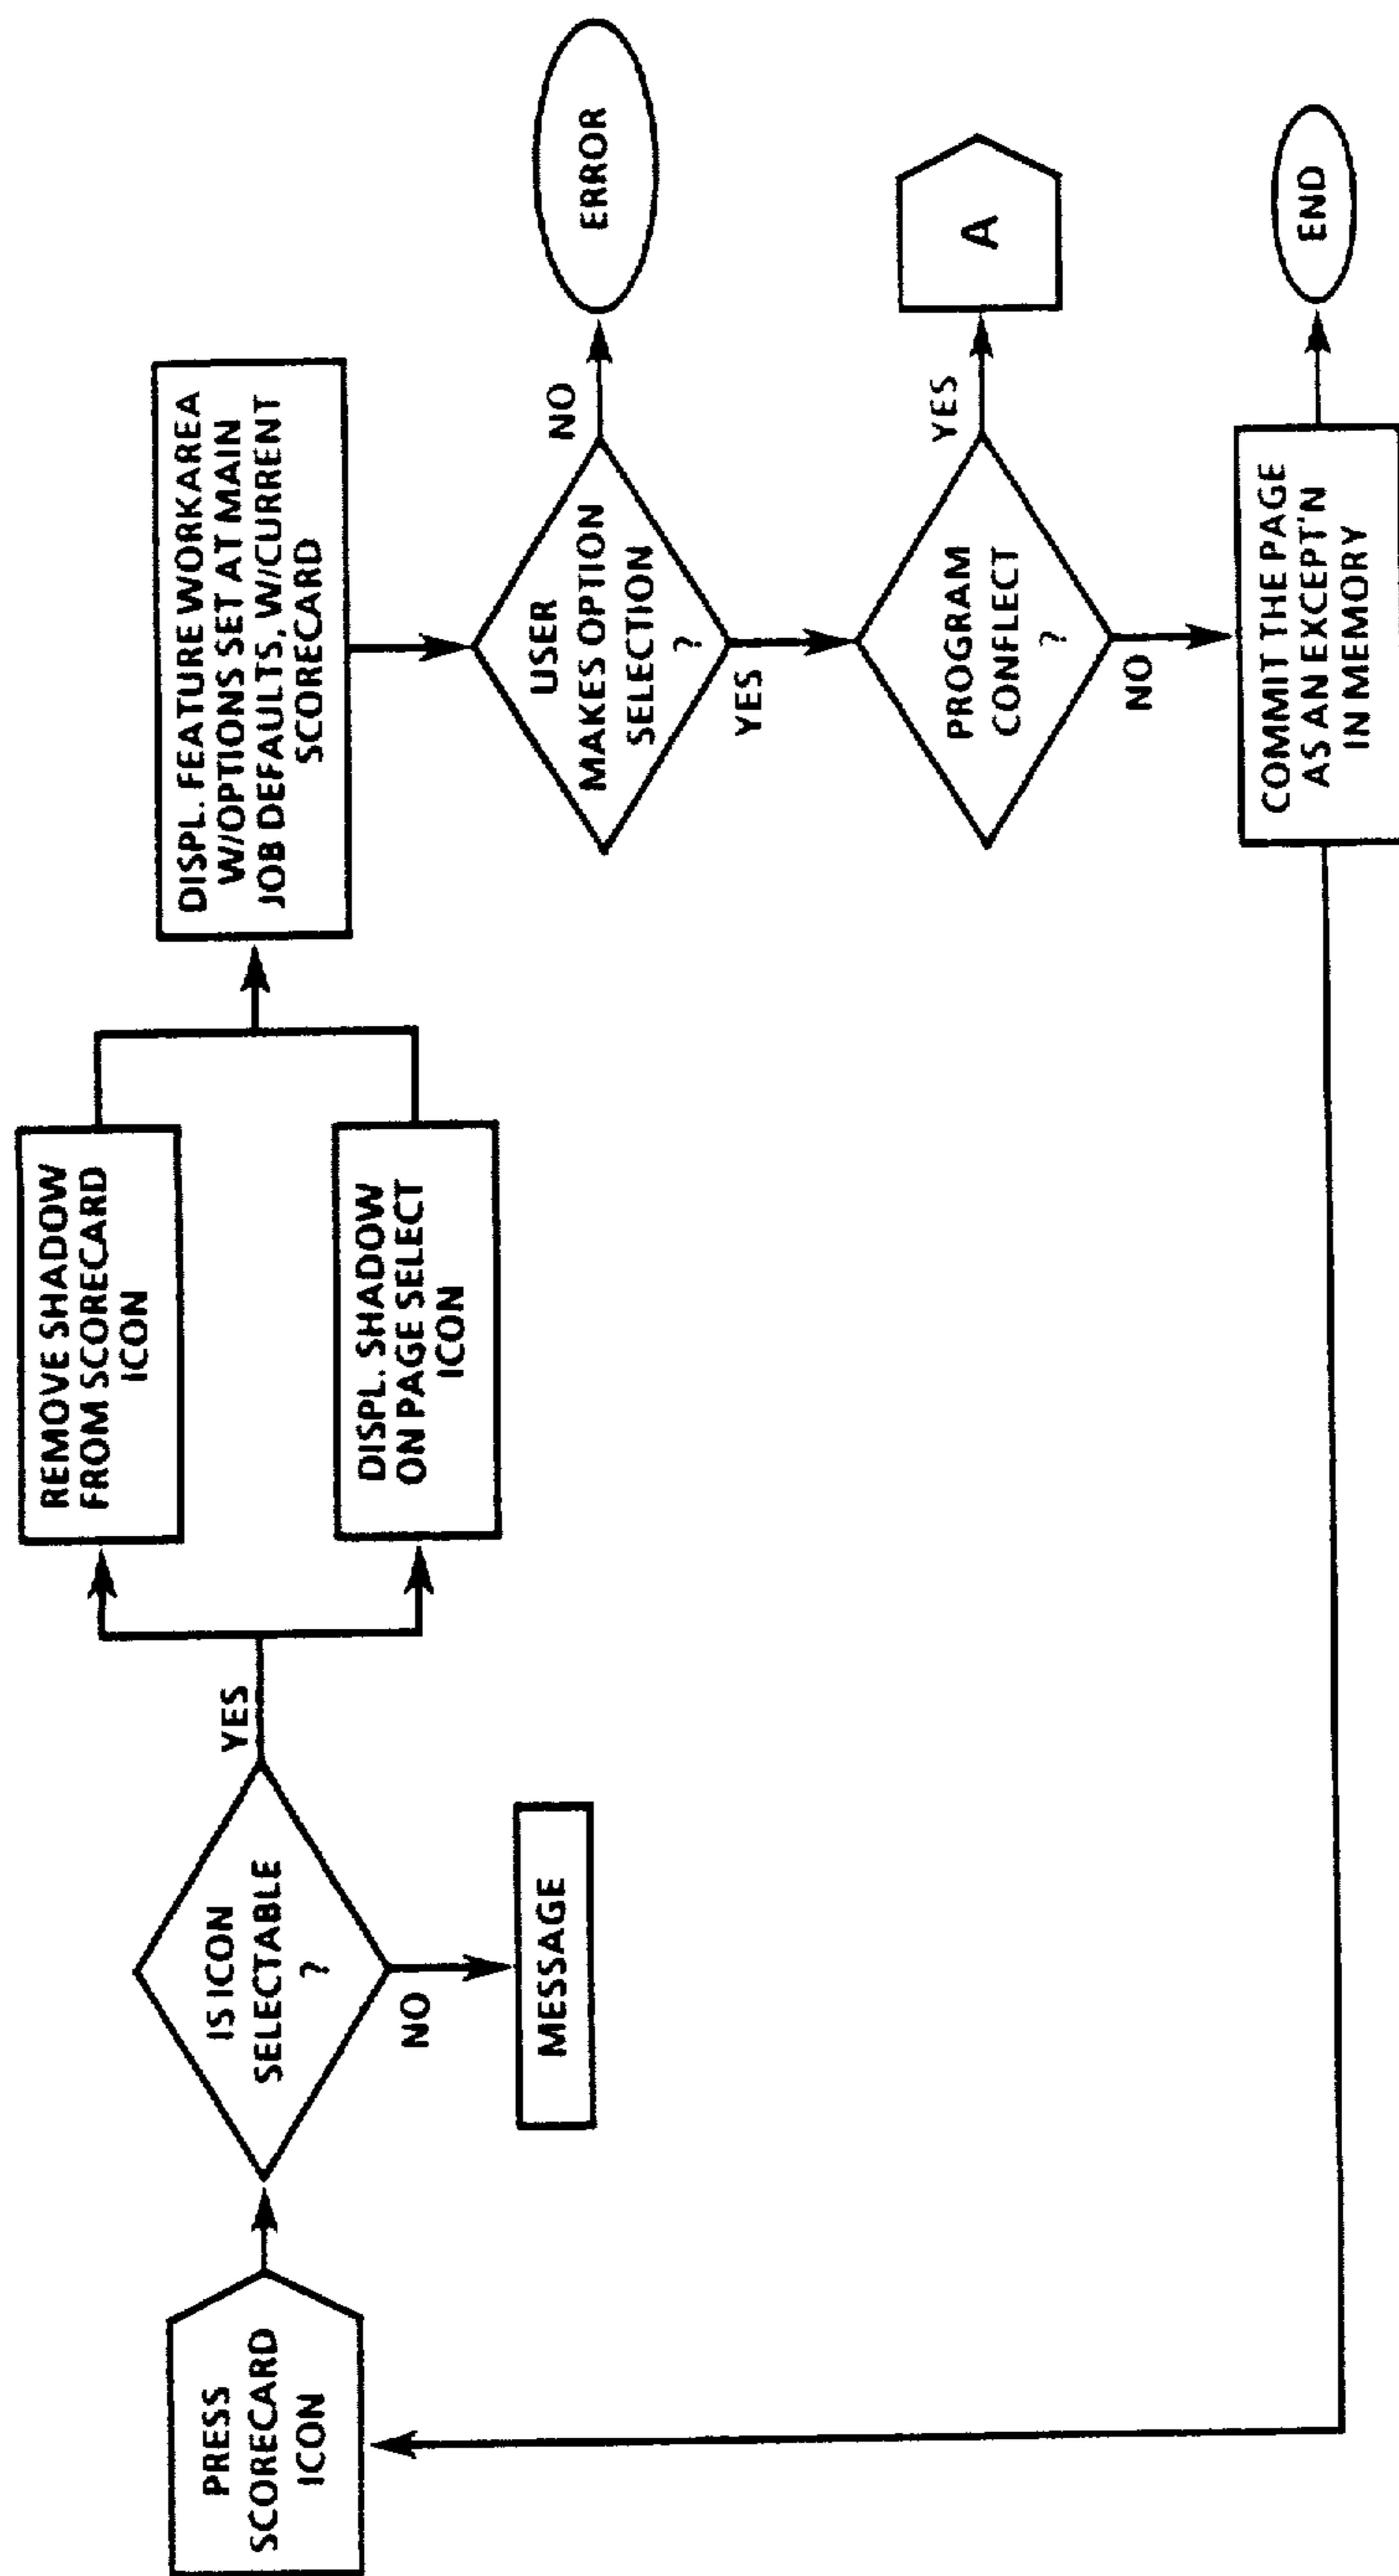 PRESS
SCORECARD
ICON
IS ICON
SELECTABLE
?
YES
NO
MESSAGE
REMOVE SHADOW
FROM SCORECARD
ICON
DISPL. SHADOW
ON PAGE SELECT
ICON
DISPL. FEATURE WORKAREA
W/OPTIONS SET AT MAIN
JOB DEFAULTS, W/CURRENT
SCORECARD
USER
MAKES OPTION
SELECTION
?
NO
ERROR
YES
PROGRAM
CONFLECT
?
YES
A
NO
COMMIT THE PAGE
AS AN EXCEPT'N
IN MEMORY
END